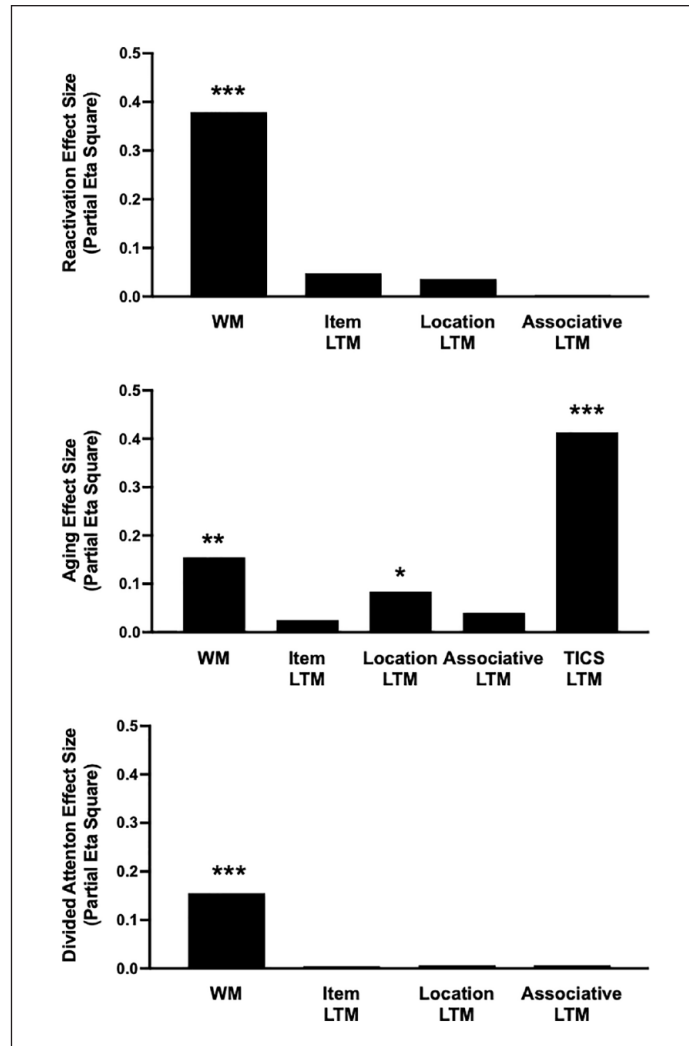 Reactivation Effect Size
(Partial Eta Square)
0.5
0.4
0.3
0.2
0.1
0.0
***
WM
Item
LTM
Location
LTM
Associative
LTM
Aging Effect Size
(Partial Eta Square)
0.5
0.4
0.3
0.2
0.1
0.0
**
*
***
WM
Item
LTM
Location
LTM
Associative
LTM
TICS
LTM
Divided Attenton Effect Size
(Partial Eta Square)
0.5
0.4
0.3
0.2
0.1
0.0
***
WM
Item
LTM
Location
LTM
Associative
LTM